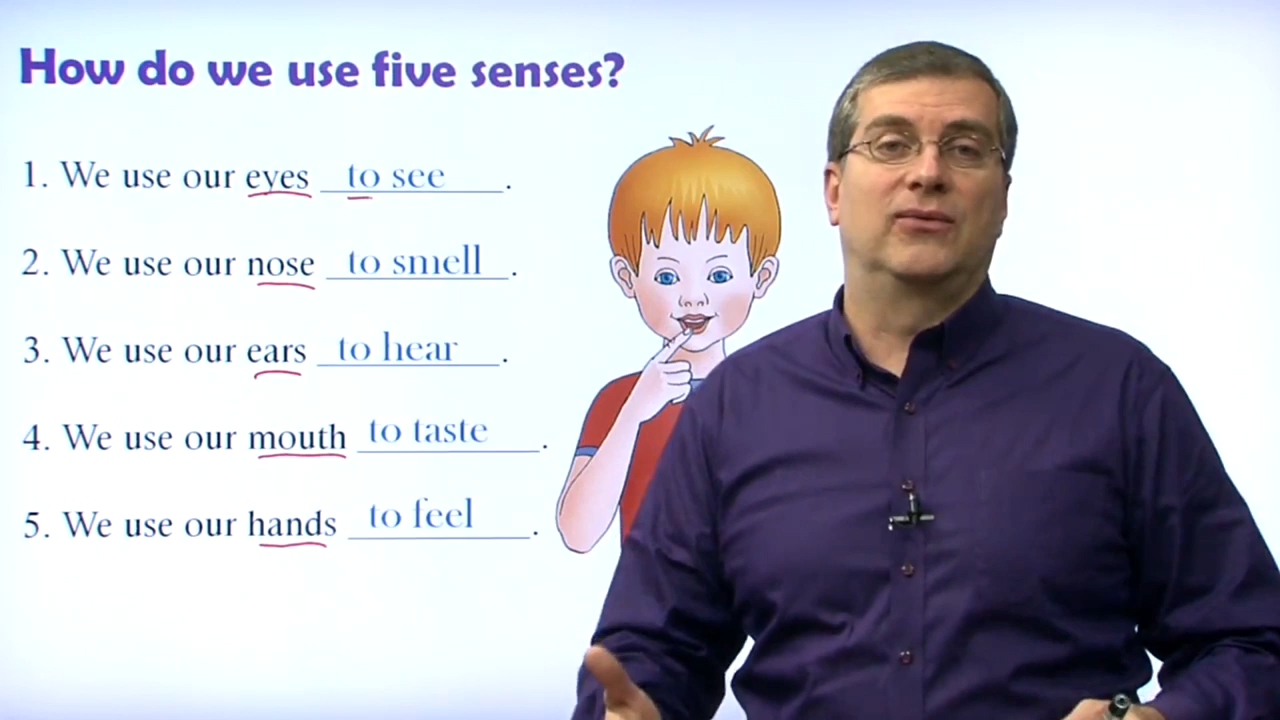 How do we use five senses?
1. We use our eyes to see.
2. We use our nose to smell.
3. We use our ears to hear.
4. We use our mouth to taste.
5. We use our hands to feel.